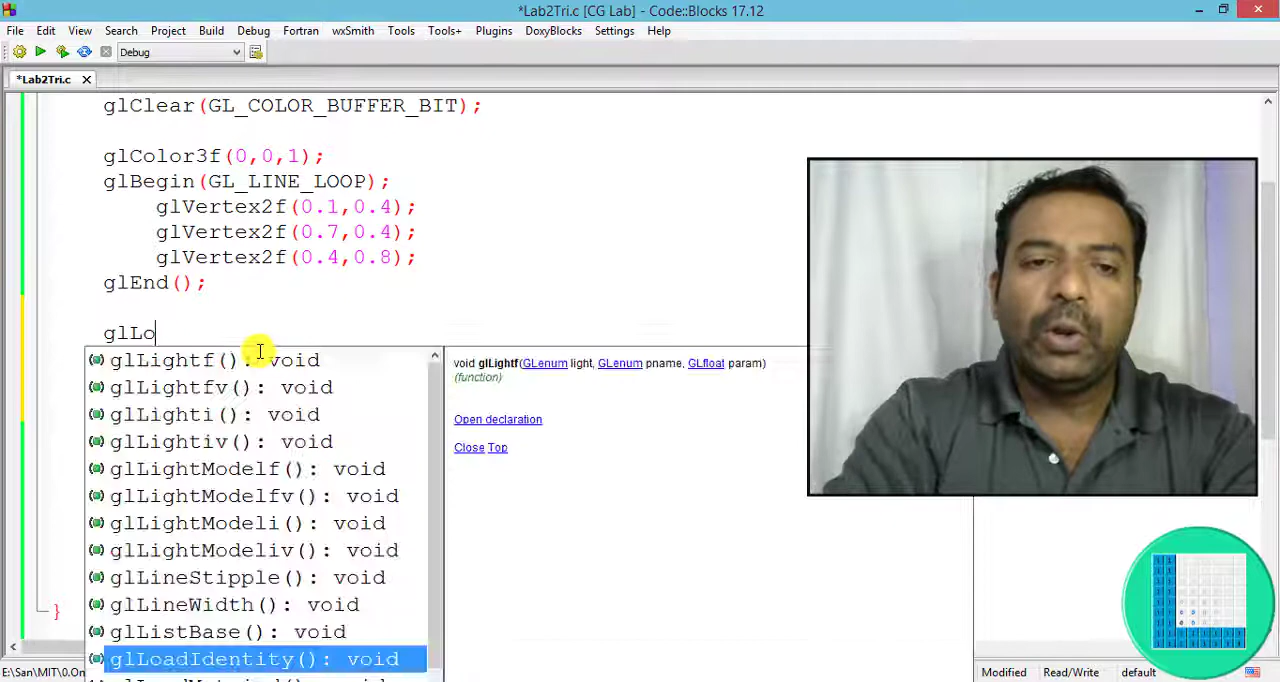 *Lab2Tri.c [CG Lab] - Code::Blocks 17.12
File Edit View Search Project Build Debug Fortran wxSmith Tools Tools+ Plugins DoxyBlocks Settings Help
Debug
*Lab2Tri.c
glClear(GL_COLOR_BUFFER_BIT);
glColor3f(0,0,1);
glBegin(GL_LINE_LOOP);
glVertex2f(0.1,0.4);
glVertex2f(0.7,0.4);
glVertex2f(0.4,0.8);
glEnd();
glLo
glLightf(): void
glLightfv(): void
glLighti(): void
glLightiv(): void
glLightModelf(): void
glLightModelfv(): void
glLightModeli(): void
glLightModeliv(): void
glLineStipple(): void
glLineWidth(): void
glListBase(): void
glLoadIdentity(): void
void glLightf(GLenum light, GLenum pname, GLfloat param)
(function)
Open declaration
Close Top
}
E:\San\MIT\0.On
Modified Read/Write default